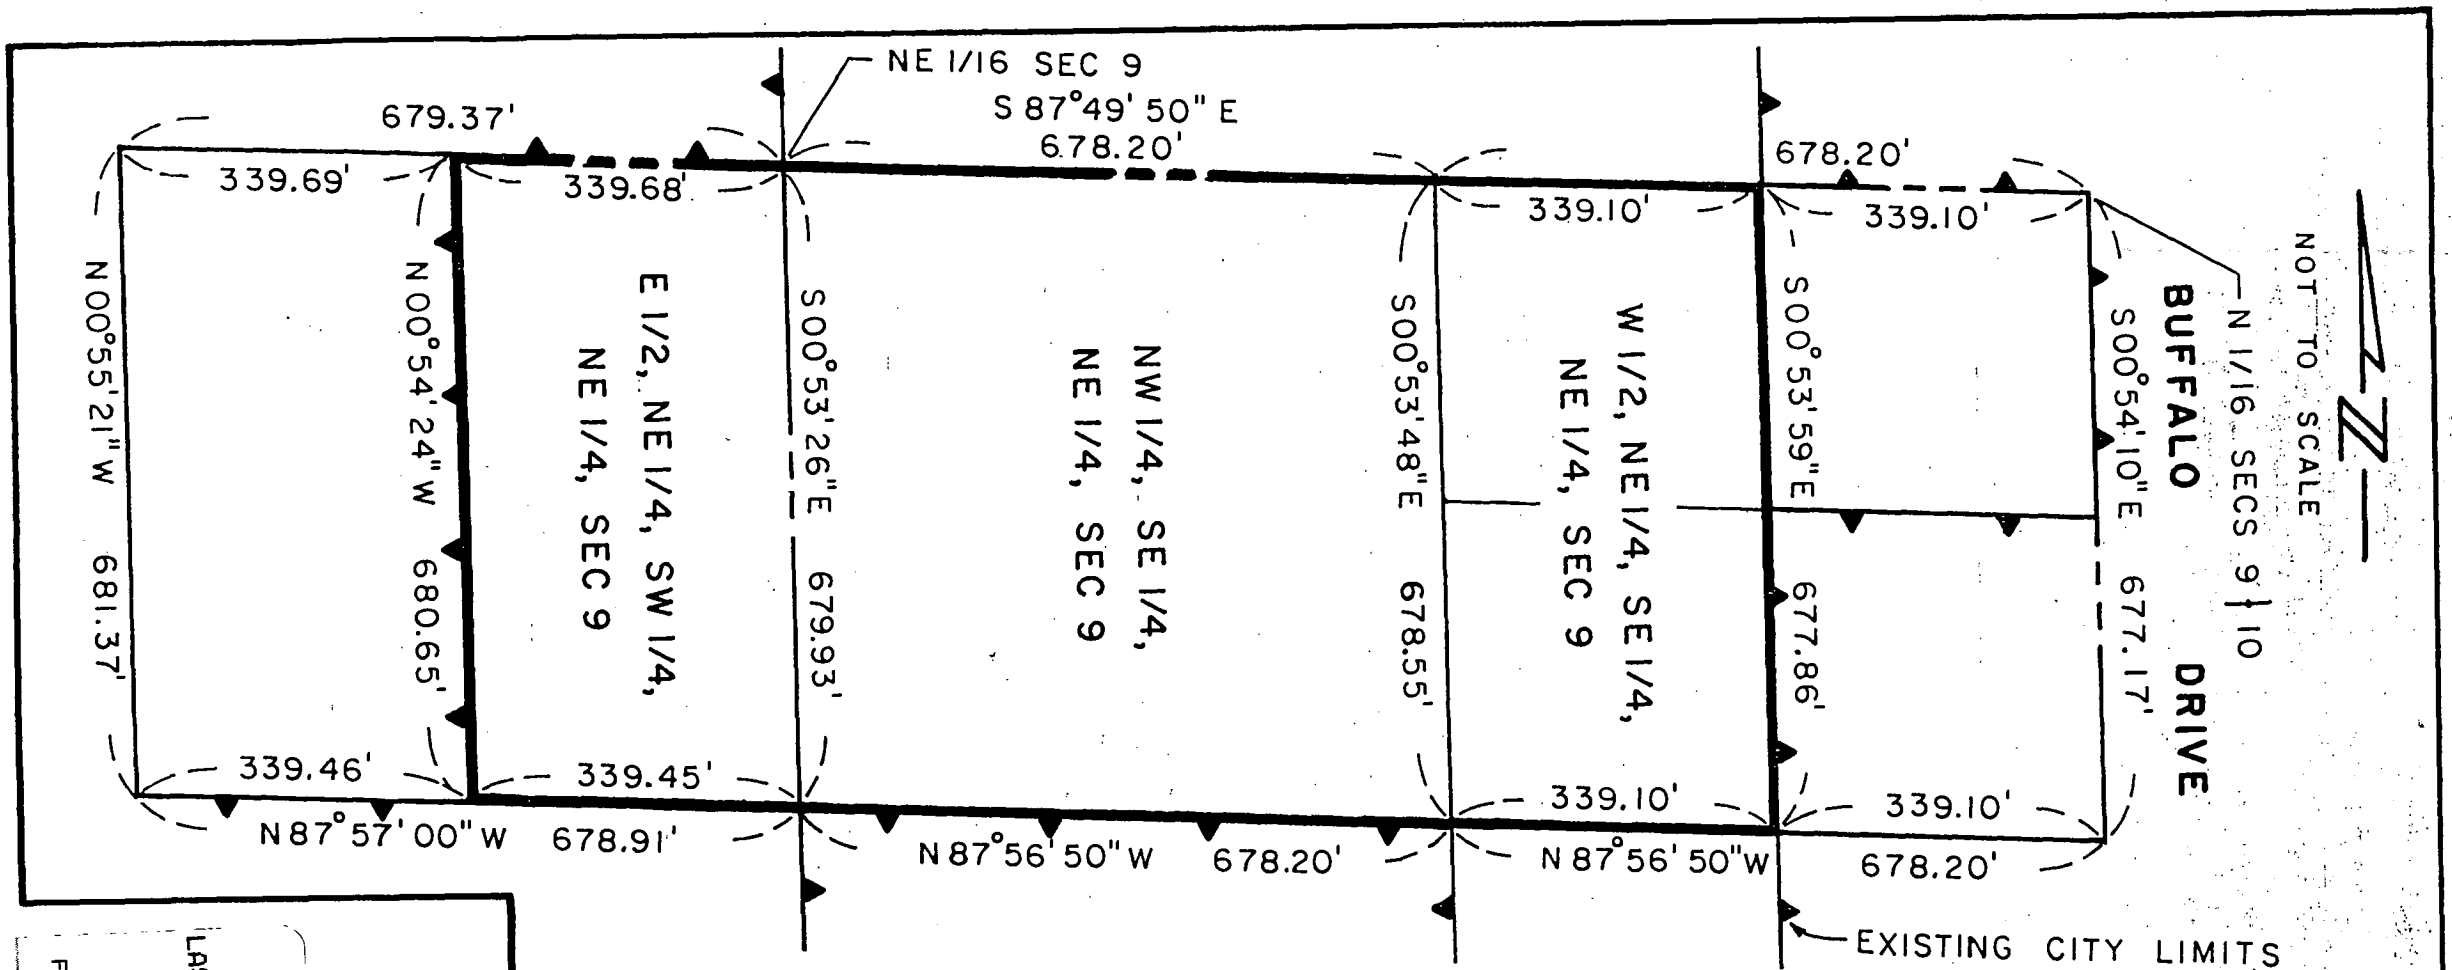 NE 1/16 SEC 9
S 87°49' 50" E
679.37'
678.20'
678.20'
339.69'
339.68'
339.10'
339.10'
N 00°55'21" W 681.37'
N 00°54'24" W 680.65'
E 1/2, NE 1/4, SW 1/4,
NE 1/4, SEC 9
S00°53'26"E 679.93'
NW 1/4, SE 1/4,
NE 1/4, SEC 9
S00°53'48"E 678.55'
W 1/2, NE 1/4, SE 1/4,
NE 1/4, SEC 9
S00°53'59"E 677.86'
S00°54'10"E 677.17'
BUFFALO DRIVE
N 1/16 SECS 9|10
NOT TO SCALE
N
339.46'
339.45'
339.10'
339.10'
N 87°57' 00" W 678.91'
N 87°56' 50" W 678.20'
N 87°56' 50" W
678.20'
EXISTING CITY LIMITS